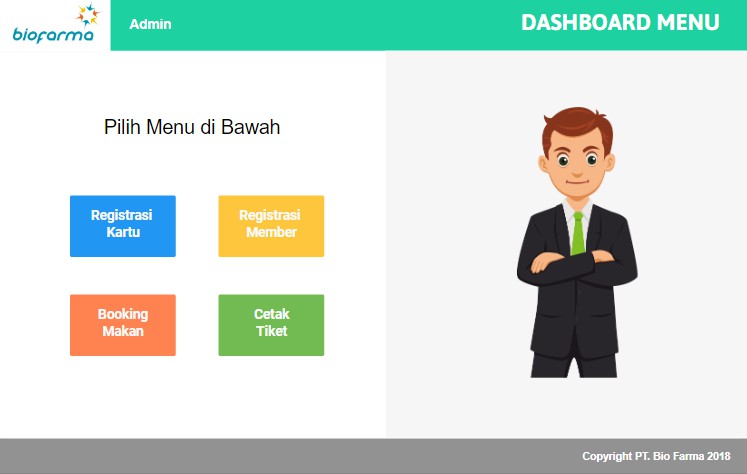 biofarma
Admin
DASHBOARD MENU
Pilih Menu di Bawah
Registrasi
Kartu
Registrasi
Member
Booking
Makan
Cetak
Tiket
Copyright PT. Bio Farma 2018